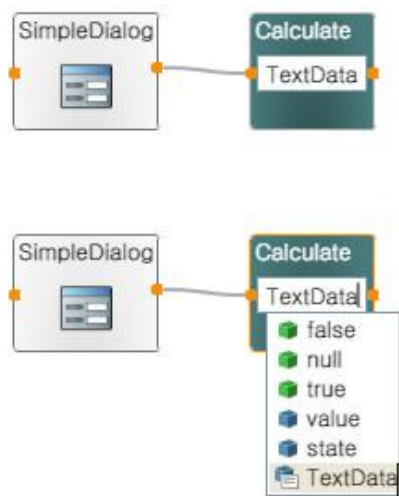 SimpleDialog
Calculate
TextData
SimpleDialog
Calculate
TextData
false
null
true
value
state
TextData